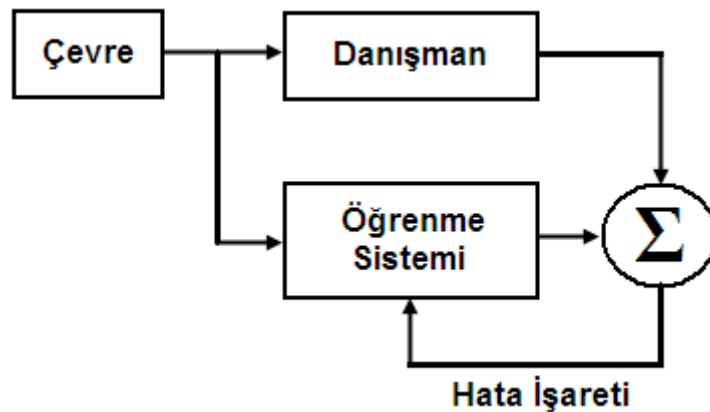 Çevre
Danışman
Öğrenme
Sistemi
Σ
Hata İşareti